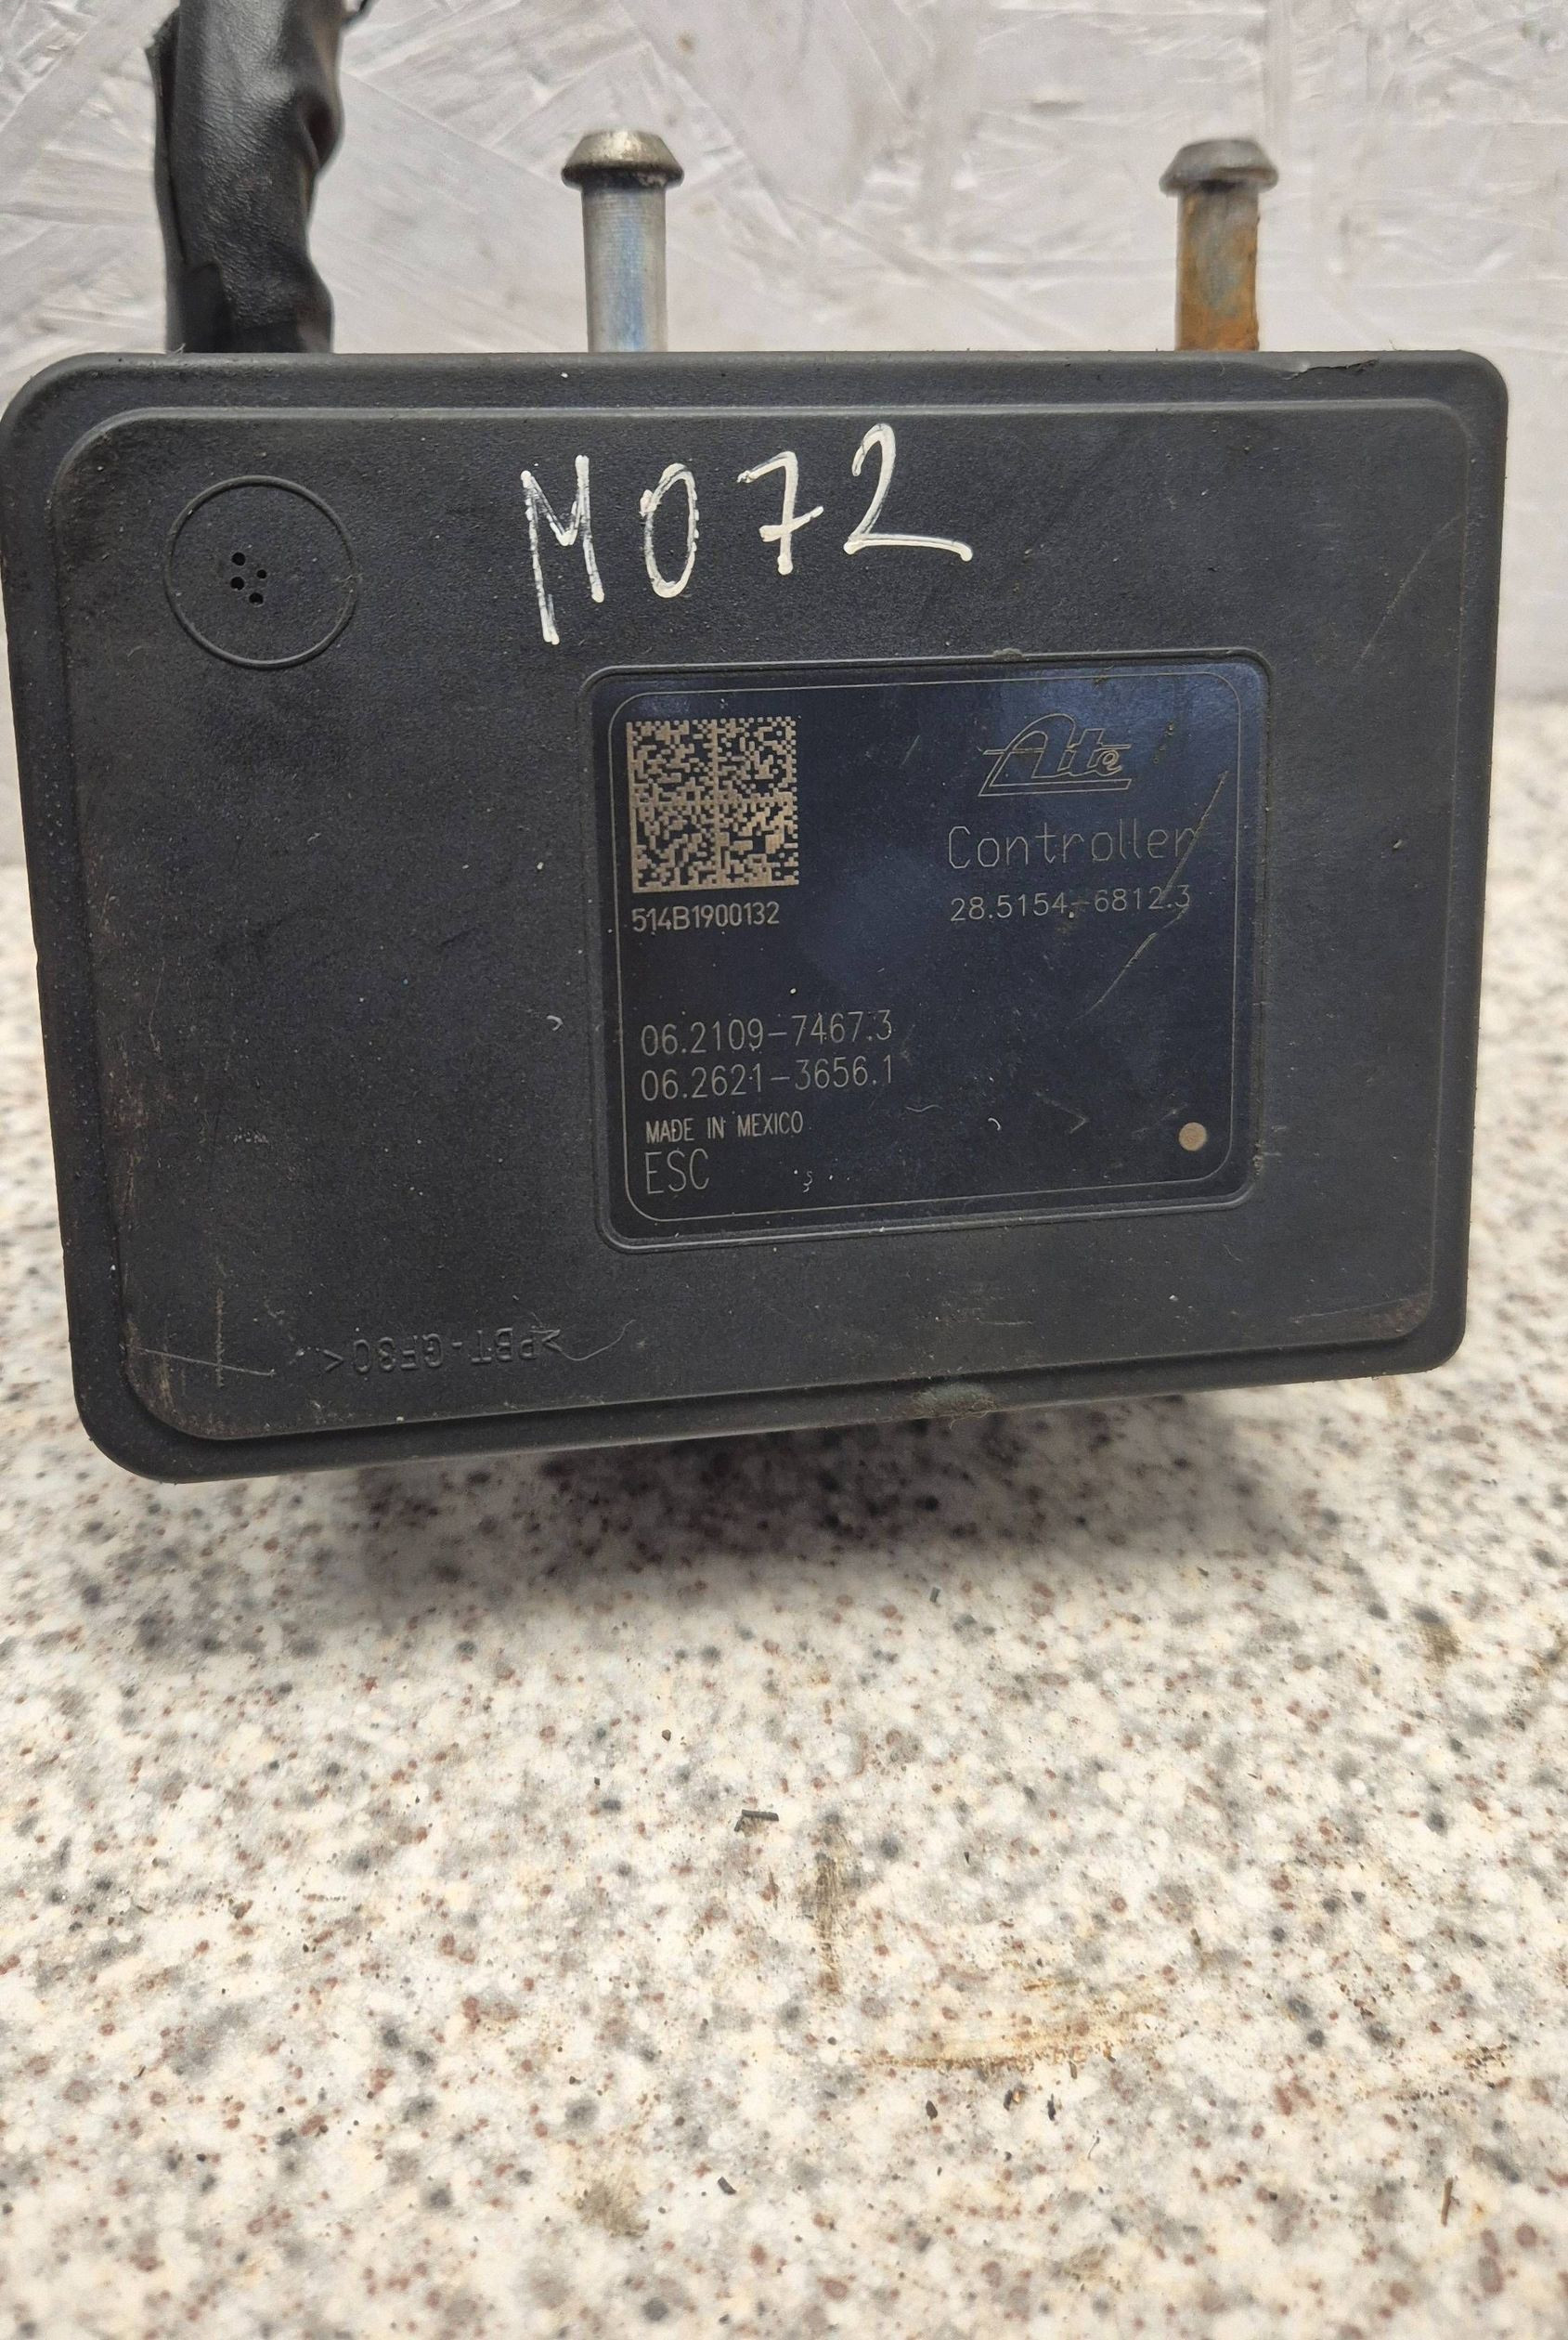 M072
Ate
Controller
28.5154-6812.3
514B1900132
06.2109-7467.3
06.2621-3656.1
MADE IN MEXICO
ESC
>PBT-GF30<